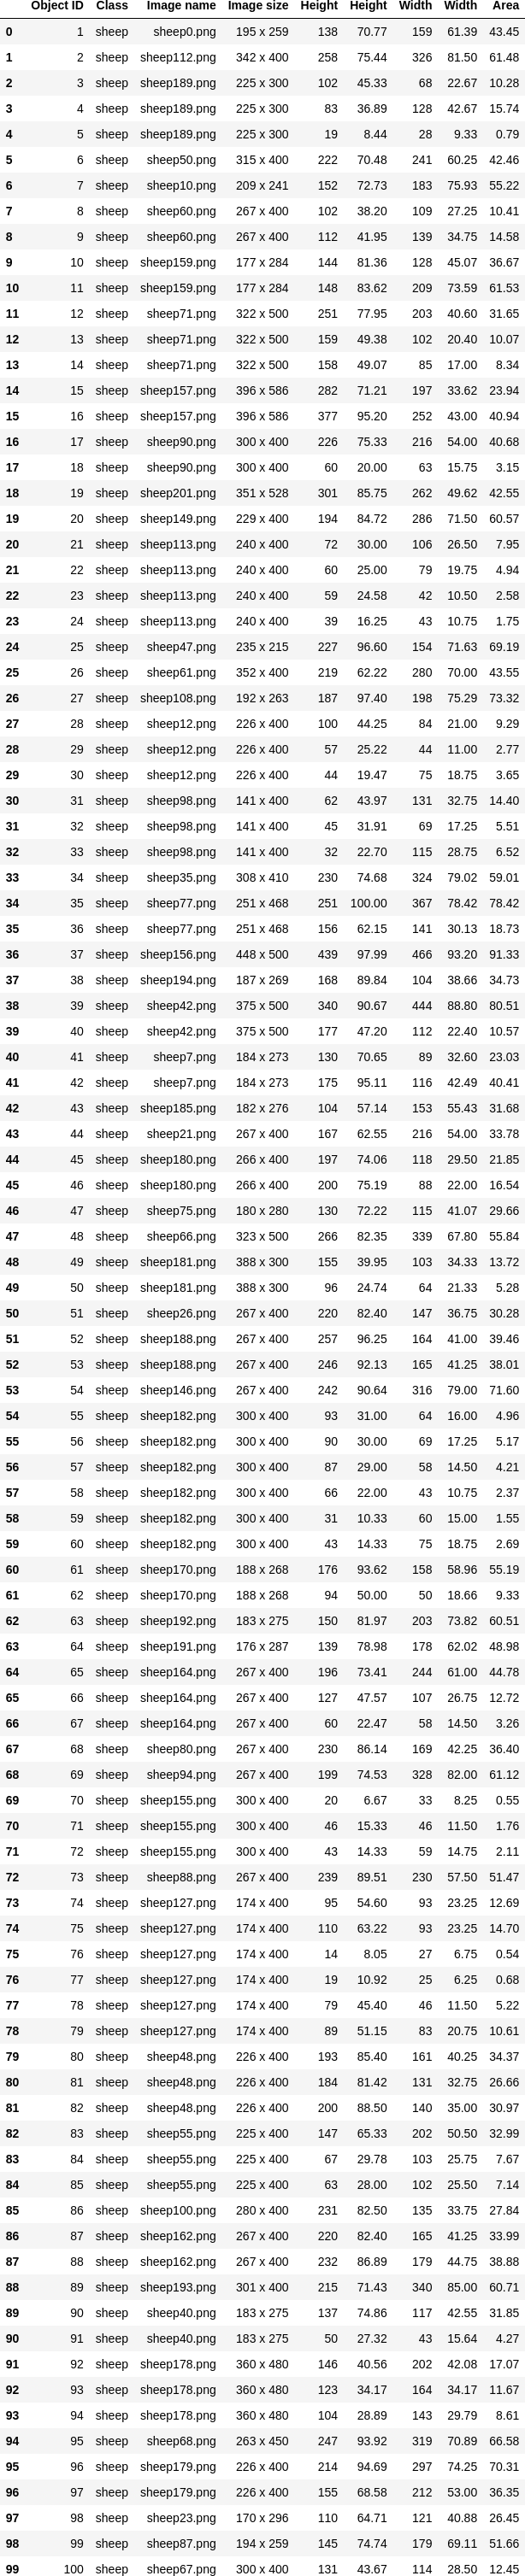 Object ID Class Image name Image size Height Height Width Width Area
0 1 sheep sheep0.png 195 x 259 138 70.77 159 61.39 43.45
1 2 sheep sheep112.png 342 x 400 258 75.44 326 81.50 61.48
2 3 sheep sheep189.png 225 x 300 102 45.33 68 22.67 10.28
3 4 sheep sheep189.png 225 x 300 83 36.89 128 42.67 15.74
4 5 sheep sheep189.png 225 x 300 19 8.44 28 9.33 0.79
5 6 sheep sheep50.png 315 x 400 222 70.48 241 60.25 42.46
6 7 sheep sheep10.png 209 x 241 152 72.73 183 75.93 55.22
7 8 sheep sheep60.png 267 x 400 102 38.20 109 27.25 10.41
8 9 sheep sheep60.png 267 x 400 112 41.95 139 34.75 14.58
9 10 sheep sheep159.png 177 x 284 144 81.36 128 45.07 36.67
10 11 sheep sheep159.png 177 x 284 148 83.62 209 73.59 61.53
11 12 sheep sheep71.png 322 x 500 251 77.95 203 40.60 31.65
12 13 sheep sheep71.png 322 x 500 159 49.38 102 20.40 10.07
13 14 sheep sheep71.png 322 x 500 158 49.07 85 17.00 8.34
14 15 sheep sheep157.png 396 x 586 282 71.21 197 33.62 23.94
15 16 sheep sheep157.png 396 x 586 377 95.20 252 43.00 40.94
16 17 sheep sheep90.png 300 x 400 226 75.33 216 54.00 40.68
17 18 sheep sheep90.png 300 x 400 60 20.00 63 15.75 3.15
18 19 sheep sheep201.png 351 x 528 301 85.75 262 49.62 42.55
19 20 sheep sheep149.png 229 x 400 194 84.72 286 71.50 60.57
20 21 sheep sheep113.png 240 x 400 72 30.00 106 26.50 7.95
21 22 sheep sheep113.png 240 x 400 60 25.00 79 19.75 4.94
22 23 sheep sheep113.png 240 x 400 59 24.58 42 10.50 2.58
23 24 sheep sheep113.png 240 x 400 39 16.25 43 10.75 1.75
24 25 sheep sheep47.png 235 x 215 227 96.60 154 71.63 69.19
25 26 sheep sheep61.png 352 x 400 219 62.22 280 70.00 43.55
26 27 sheep sheep108.png 192 x 263 187 97.40 198 75.29 73.32
27 28 sheep sheep12.png 226 x 400 100 44.25 84 21.00 9.29
28 29 sheep sheep12.png 226 x 400 57 25.22 44 11.00 2.77
29 30 sheep sheep12.png 226 x 400 44 19.47 75 18.75 3.65
30 31 sheep sheep98.png 141 x 400 62 43.97 131 32.75 14.40
31 32 sheep sheep98.png 141 x 400 45 31.91 69 17.25 5.51
32 33 sheep sheep98.png 141 x 400 32 22.70 115 28.75 6.52
33 34 sheep sheep35.png 308 x 410 230 74.68 324 79.02 59.01
34 35 sheep sheep77.png 251 x 468 251 100.00 367 78.42 78.42
35 36 sheep sheep77.png 251 x 468 156 62.15 141 30.13 18.73
36 37 sheep sheep156.png 448 x 500 439 97.99 466 93.20 91.33
37 38 sheep sheep194.png 187 x 269 168 89.84 104 38.66 34.73
38 39 sheep sheep42.png 375 x 500 340 90.67 444 88.80 80.51
39 40 sheep sheep42.png 375 x 500 177 47.20 112 22.40 10.57
40 41 sheep sheep7.png 184 x 273 130 70.65 89 32.60 23.03
41 42 sheep sheep7.png 184 x 273 175 95.11 116 42.49 40.41
42 43 sheep sheep185.png 182 x 276 104 57.14 153 55.43 31.68
43 44 sheep sheep21.png 267 x 400 167 62.55 216 54.00 33.78
44 45 sheep sheep180.png 266 x 400 197 74.06 118 29.50 21.85
45 46 sheep sheep180.png 266 x 400 200 75.19 88 22.00 16.54
46 47 sheep sheep75.png 180 x 280 130 72.22 115 41.07 29.66
47 48 sheep sheep66.png 323 x 500 266 82.35 339 67.80 55.84
48 49 sheep sheep181.png 388 x 300 155 39.95 103 34.33 13.72
49 50 sheep sheep181.png 388 x 300 96 24.74 64 21.33 5.28
50 51 sheep sheep26.png 267 x 400 220 82.40 147 36.75 30.28
51 52 sheep sheep188.png 267 x 400 257 96.25 164 41.00 39.46
52 53 sheep sheep188.png 267 x 400 246 92.13 165 41.25 38.01
53 54 sheep sheep146.png 267 x 400 242 90.64 316 79.00 71.60
54 55 sheep sheep182.png 300 x 400 93 31.00 64 16.00 4.96
55 56 sheep sheep182.png 300 x 400 90 30.00 69 17.25 5.17
56 57 sheep sheep182.png 300 x 400 87 29.00 58 14.50 4.21
57 58 sheep sheep182.png 300 x 400 66 22.00 43 10.75 2.37
58 59 sheep sheep182.png 300 x 400 31 10.33 60 15.00 1.55
59 60 sheep sheep182.png 300 x 400 43 14.33 75 18.75 2.69
60 61 sheep sheep170.png 188 x 268 176 93.62 158 58.96 55.19
61 62 sheep sheep170.png 188 x 268 94 50.00 50 18.66 9.33
62 63 sheep sheep192.png 183 x 275 150 81.97 203 73.82 60.51
63 64 sheep sheep191.png 176 x 287 139 78.98 178 62.02 48.98
64 65 sheep sheep164.png 267 x 400 196 73.41 244 61.00 44.78
65 66 sheep sheep164.png 267 x 400 127 47.57 107 26.75 12.72
66 67 sheep sheep164.png 267 x 400 60 22.47 58 14.50 3.26
67 68 sheep sheep80.png 267 x 400 230 86.14 169 42.25 36.40
68 69 sheep sheep94.png 267 x 400 199 74.53 328 82.00 61.12
69 70 sheep sheep155.png 300 x 400 20 6.67 33 8.25 0.55
70 71 sheep sheep155.png 300 x 400 46 15.33 46 11.50 1.76
71 72 sheep sheep155.png 300 x 400 43 14.33 59 14.75 2.11
72 73 sheep sheep88.png 267 x 400 239 89.51 230 57.50 51.47
73 74 sheep sheep127.png 174 x 400 95 54.60 93 23.25 12.69
74 75 sheep sheep127.png 174 x 400 110 63.22 93 23.25 14.70
75 76 sheep sheep127.png 174 x 400 14 8.05 27 6.75 0.54
76 77 sheep sheep127.png 174 x 400 19 10.92 25 6.25 0.68
77 78 sheep sheep127.png 174 x 400 79 45.40 46 11.50 5.22
78 79 sheep sheep127.png 174 x 400 89 51.15 83 20.75 10.61
79 80 sheep sheep48.png 226 x 400 193 85.40 161 40.25 34.37
80 81 sheep sheep48.png 226 x 400 184 81.42 131 32.75 26.66
81 82 sheep sheep48.png 226 x 400 200 88.50 140 35.00 30.97
82 83 sheep sheep55.png 225 x 400 147 65.33 202 50.50 32.99
83 84 sheep sheep55.png 225 x 400 67 29.78 103 25.75 7.67
84 85 sheep sheep55.png 225 x 400 63 28.00 102 25.50 7.14
85 86 sheep sheep100.png 280 x 400 231 82.50 135 33.75 27.84
86 87 sheep sheep162.png 267 x 400 220 82.40 165 41.25 33.99
87 88 sheep sheep162.png 267 x 400 232 86.89 179 44.75 38.88
88 89 sheep sheep193.png 301 x 400 215 71.43 340 85.00 60.71
89 90 sheep sheep40.png 183 x 275 137 74.86 117 42.55 31.85
90 91 sheep sheep40.png 183 x 275 50 27.32 43 15.64 4.27
91 92 sheep sheep178.png 360 x 480 146 40.56 202 42.08 17.07
92 93 sheep sheep178.png 360 x 480 123 34.17 164 34.17 11.67
93 94 sheep sheep178.png 360 x 480 104 28.89 143 29.79 8.61
94 95 sheep sheep68.png 263 x 450 247 93.92 319 70.89 66.58
95 96 sheep sheep179.png 226 x 400 214 94.69 297 74.25 70.31
96 97 sheep sheep179.png 226 x 400 155 68.58 212 53.00 36.35
97 98 sheep sheep23.png 170 x 296 110 64.71 121 40.88 26.45
98 99 sheep sheep87.png 194 x 259 145 74.74 179 69.11 51.66
99 100 sheep sheep67.png 300 x 400 131 43.67 114 28.50 12.45